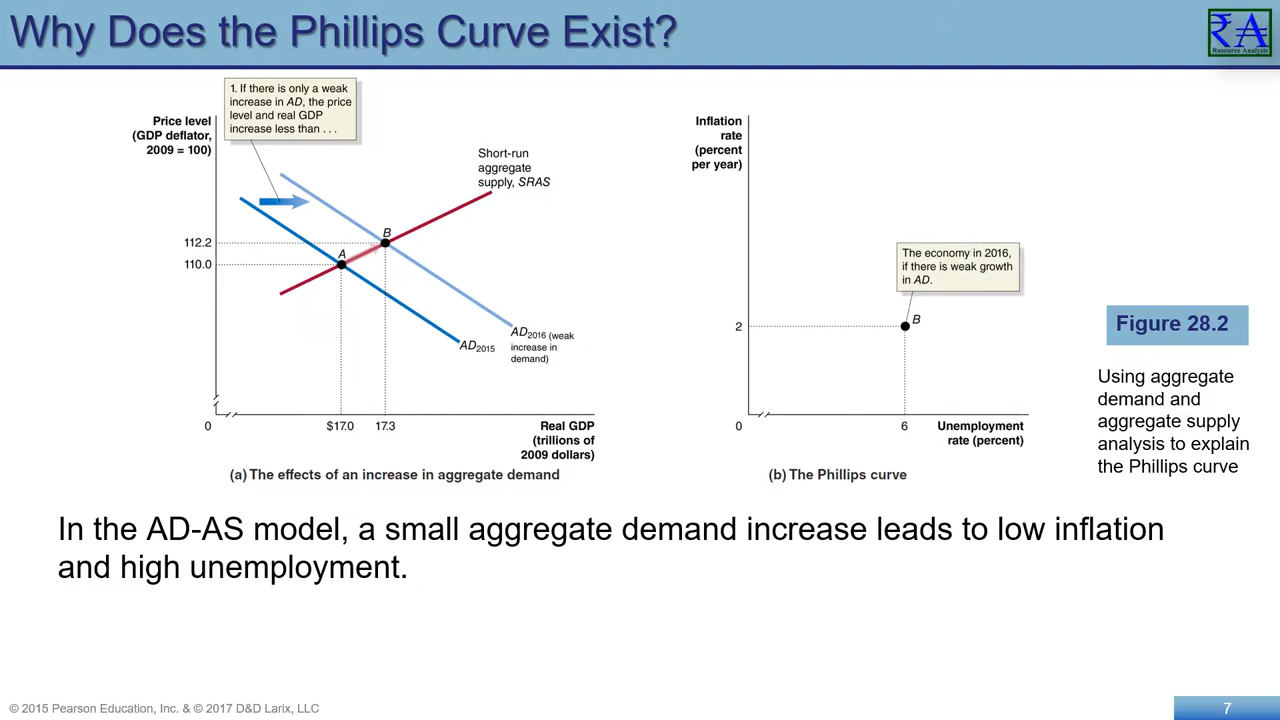 Why Does the Phillips Curve Exist?
₹A
Resource Analysis
1. If there is only a weak
increase in AD, the price
level and real GDP
increase less than . . .
Price level
(GDP deflator,
2009 = 100)
Short-run
aggregate
supply, SRAS
B
112.2
A
110.0
AD2016 (weak
increase in
demand)
AD2015
0
$17.0
17.3
Real GDP
(trillions of
2009 dollars)
(a) The effects of an increase in aggregate demand
Inflation
rate
(percent
per year)
The economy in 2016,
if there is weak growth
in AD.
B
2
0
6
Unemployment
rate (percent)
(b) The Phillips curve
Figure 28.2
Using aggregate
demand and
aggregate supply
analysis to explain
the Phillips curve
In the AD-AS model, a small aggregate demand increase leads to low inflation
and high unemployment.
© 2015 Pearson Education, Inc. & © 2017 D&D Larix, LLC
7